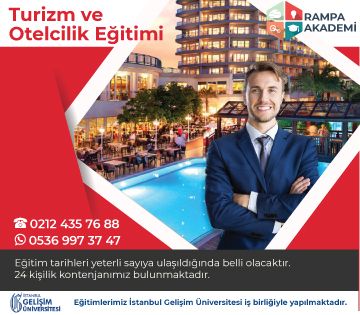 Turizm ve
Otelcilik Eğitimi
RAMPA
AKADEMİ
0212 435 76 88
0536 997 37 47
Eğitim tarihleri yeterli sayıya ulaşıldığında belli olacaktır.
24 kişilik kontenjanımız bulunmaktadır.
İSTANBUL
GELİŞİM
ÜNİVERSİTESİ
Eğitimlerimiz İstanbul Gelişim Üniversitesi iş birliğiyle yapılmaktadır.